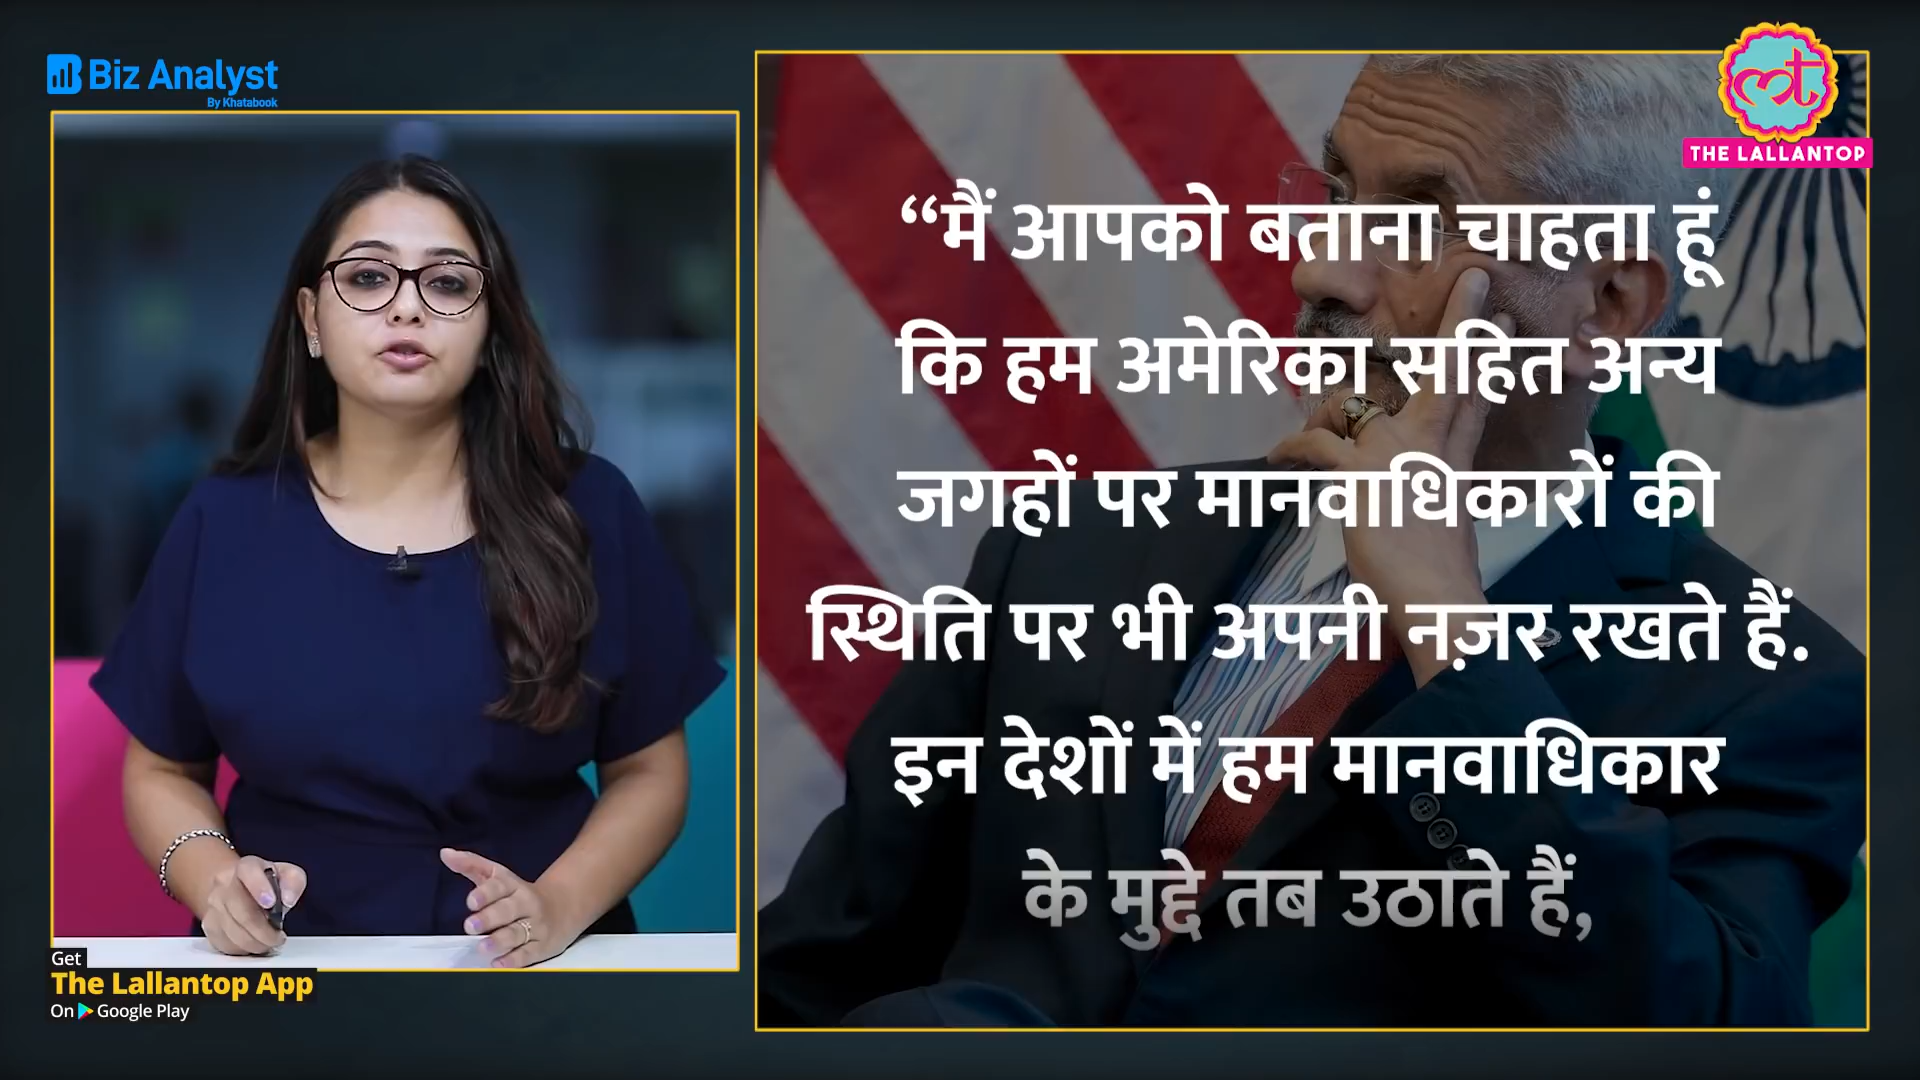 Biz Analyst
By Khatabook
THE LALLANTOP
“मैं आपको बताना चाहता हूं
कि हम अमेरिका सहित अन्य
जगहों पर मानवाधिकारों की
स्थिति पर भी अपनी नज़र रखते हैं.
इन देशों में हम मानवाधिकार
के मुद्दे तब उठाते हैं,
Get
The Lallantop App
On Google Play